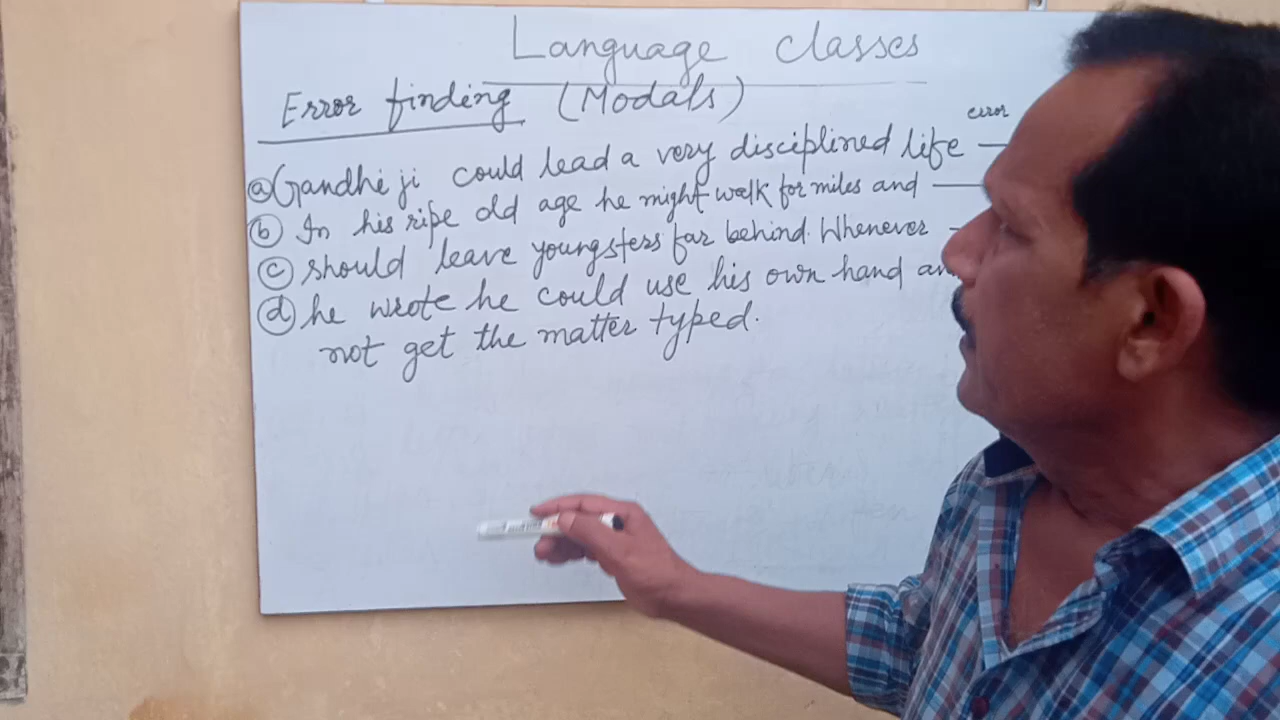 Language classes
Error finding (Modals)
error
(a) Gandhi ji could lead a very disciplined life —
(b) In his ripe old age he might walk for miles and —
(c) should leave youngsters far behind. Whenever -
(d) he wrote he could use his own hand an
not get the matter typed.